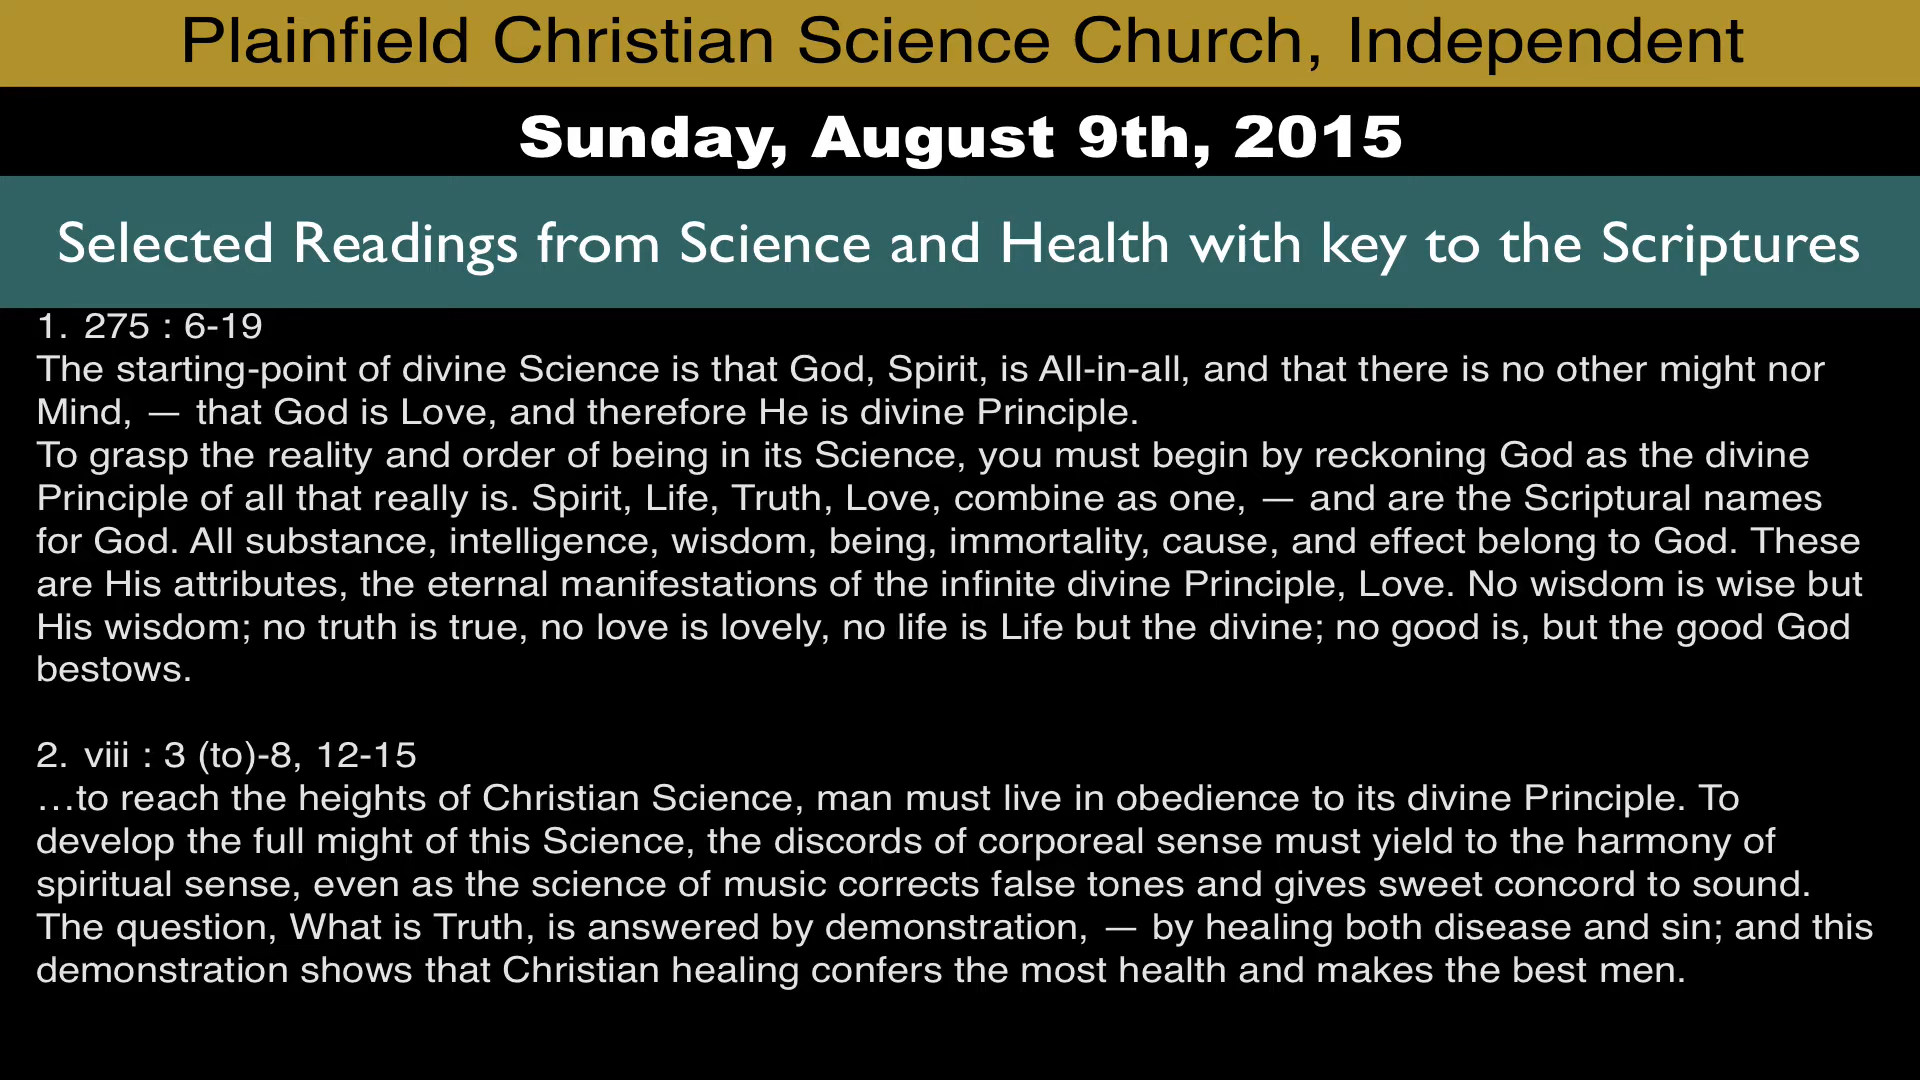 Plainfield Christian Science Church, Independent
Sunday, August 9th, 2015
Selected Readings from Science and Health with key to the Scriptures
1. 275 : 6-19
The starting-point of divine Science is that God, Spirit, is All-in-all, and that there is no other might nor
Mind, — that God is Love, and therefore He is divine Principle.
To grasp the reality and order of being in its Science, you must begin by reckoning God as the divine
Principle of all that really is. Spirit, Life, Truth, Love, combine as one, — and are the Scriptural names
for God. All substance, intelligence, wisdom, being, immortality, cause, and effect belong to God. These
are His attributes, the eternal manifestations of the infinite divine Principle, Love. No wisdom is wise but
His wisdom; no truth is true, no love is lovely, no life is Life but the divine; no good is, but the good God
bestows.
2. viii : 3 (to)-8, 12-15
…to reach the heights of Christian Science, man must live in obedience to its divine Principle. To
develop the full might of this Science, the discords of corporeal sense must yield to the harmony of
spiritual sense, even as the science of music corrects false tones and gives sweet concord to sound.
The question, What is Truth, is answered by demonstration, — by healing both disease and sin; and this
demonstration shows that Christian healing confers the most health and makes the best men.